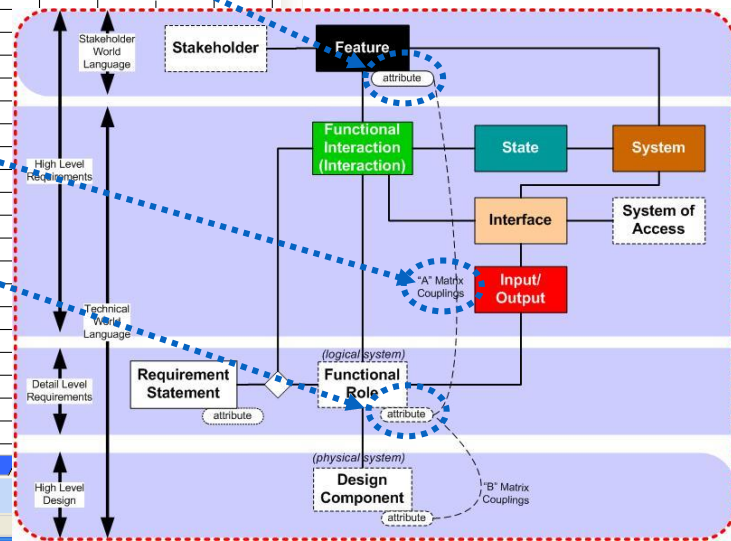 Stakeholder
World
Language
Stakeholder
Feature
attribute
High Level
Requirements
Functional
Interaction
(Interaction)
State
System
Interface
System of
Access
"A" Matrix
Couplings
Input/
Output
Technical
World
Language
(logical system)
Detail Level
Requirements
Requirement
Statement
attribute
Functional
Role
attribute
(physical system)
High Level
Design
Design
Component
attribute
"B" Matrix
Couplings